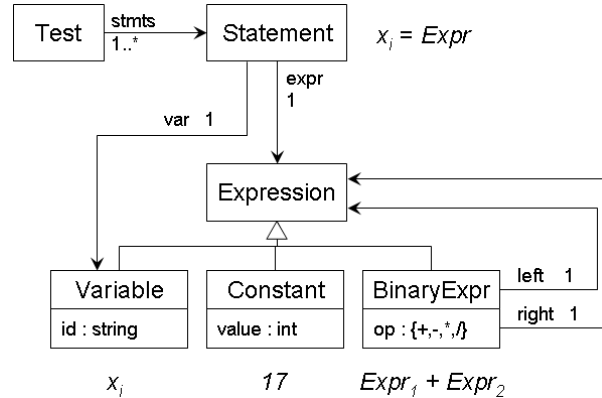 Test
stmts
1..*
Statement
xᵢ = Expr
expr
1
var 1
Expression
Variable
id : string
Constant
value : int
BinaryExpr
op : {+,-,*,/}
left 1
right 1
xᵢ
17
Expr₁ + Expr₂